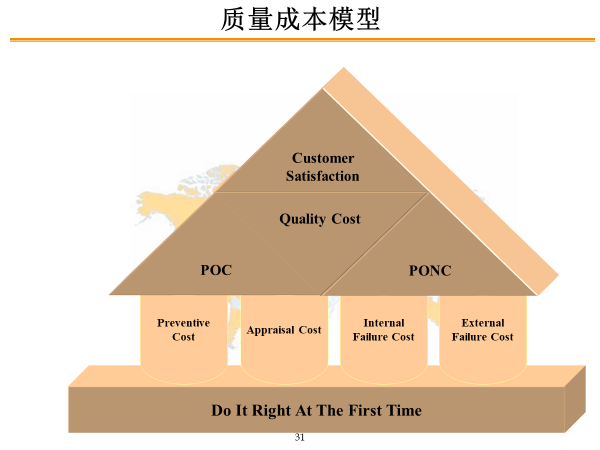 质量成本模型
Customer
Satisfaction
Quality Cost
POC
PONC
Preventive
Cost
Appraisal Cost
Internal
Failure Cost
External
Failure Cost
Do It Right At The First Time
31